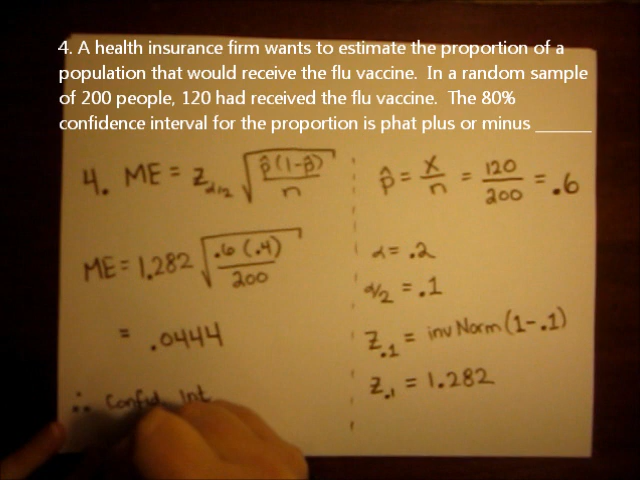 4. A health insurance firm wants to estimate the proportion of a
population that would receive the flu vaccine. In a random sample
of 200 people, 120 had received the flu vaccine. The 80%
confidence interval for the proportion is phat plus or minus ______
4. ME = z_α/2 √(p̂(1-p̂)/n)
ME = 1.282 √(.6(.4)/200)
= .0444
∴ Int
p̂ = x/n = 120/200 = .6
α = .2
α/2 = .1
Z.1 = invNorm(1-.1)
Z.1 = 1.282